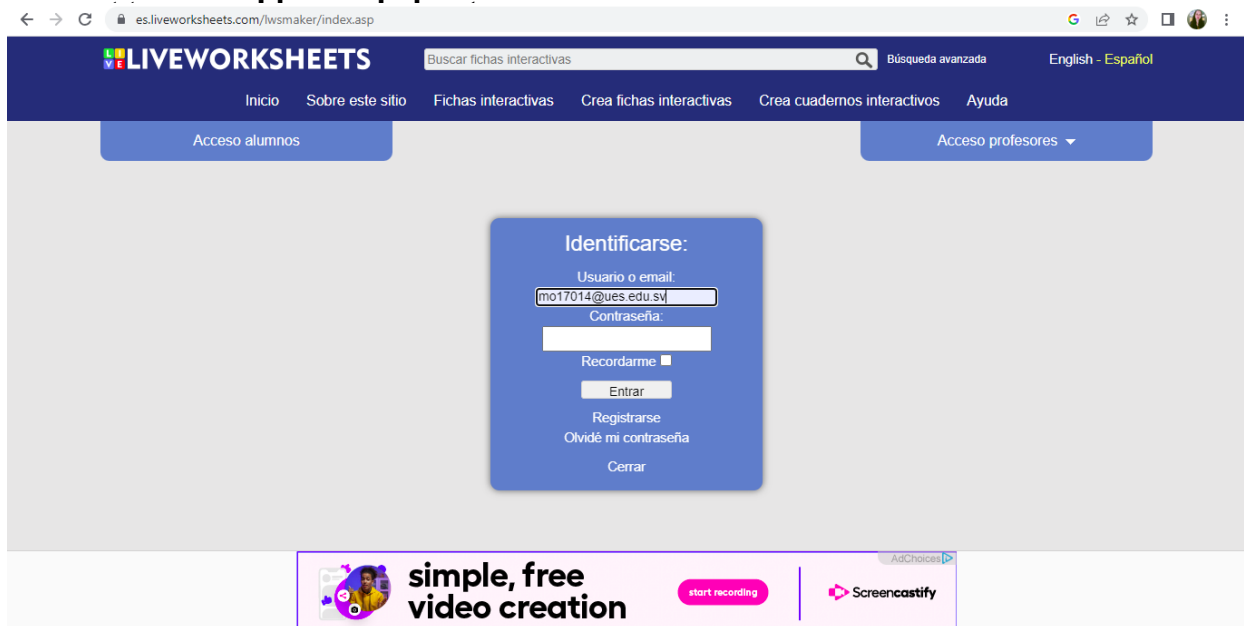 es.liveworksheets.com/lwsmaker/index.asp
LIVE LIVEWORKSHEETS
Buscar fichas interactivas
Búsqueda avanzada
English - Español
Inicio Sobre este sitio Fichas interactivas Crea fichas interactivas Crea cuadernos interactivos Ayuda
Acceso alumnos
Acceso profesores
Identificarse:
Usuario o email:
mo17014@ues.edu.sv
Contraseña:
Recordarme
Entrar
Registrarse
Olvidé mi contraseña
Cerrar
AdChoices
simple, free
video creation
start recording
Screencastify